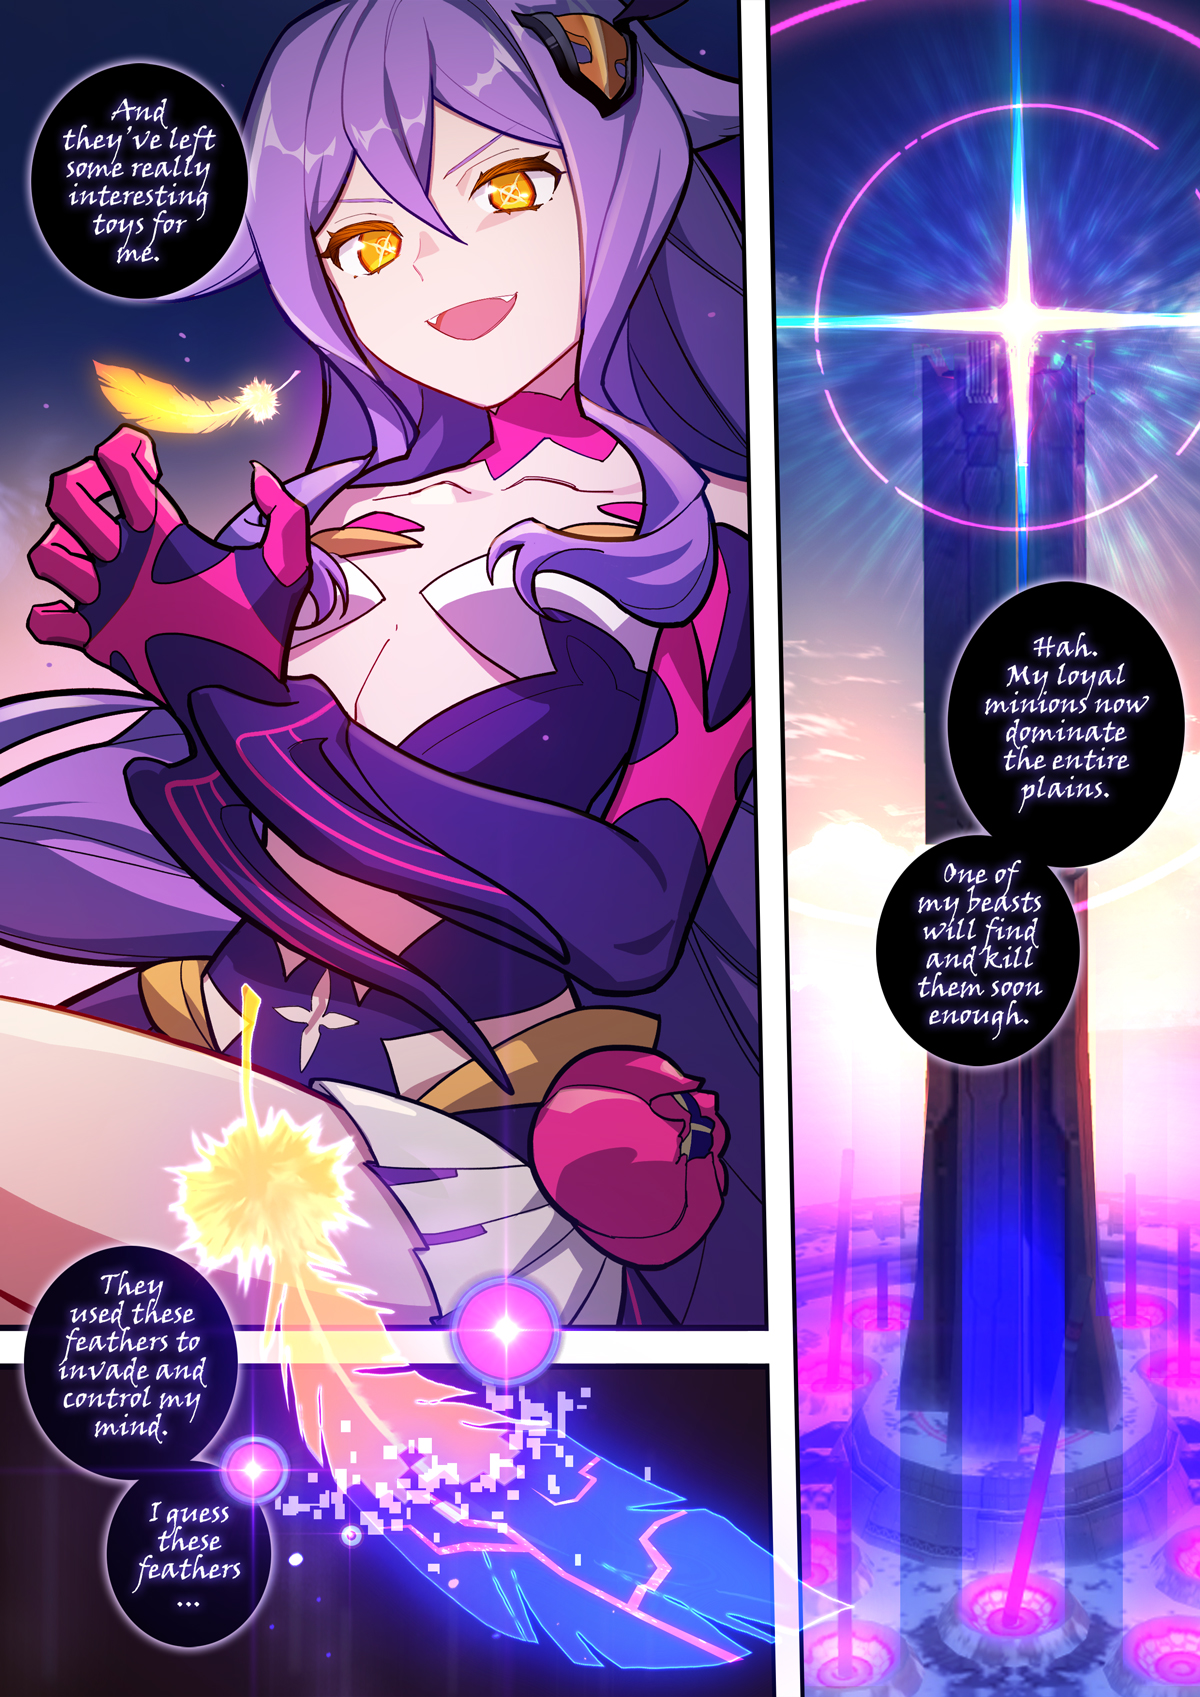 Hah.
My loyal
minions now
dominate
the entire
plains.
One of
my beasts
will find
and kill
them soon
enough.
And
they've left
some really
interesting
toys for
me.
They
used these
feathers to
invade and
control my
mind.
I guess
these
feathers
...